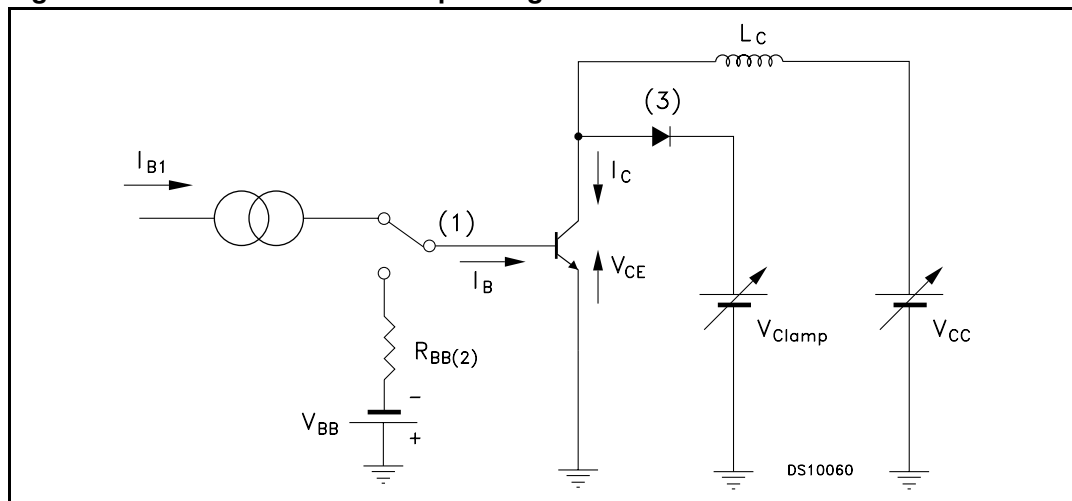 L_C
(3)
I_B1
I_C
(1)
I_B
V_CE
R_BB(2)
V_Clamp
V_CC
−
V_BB
+
DS10060